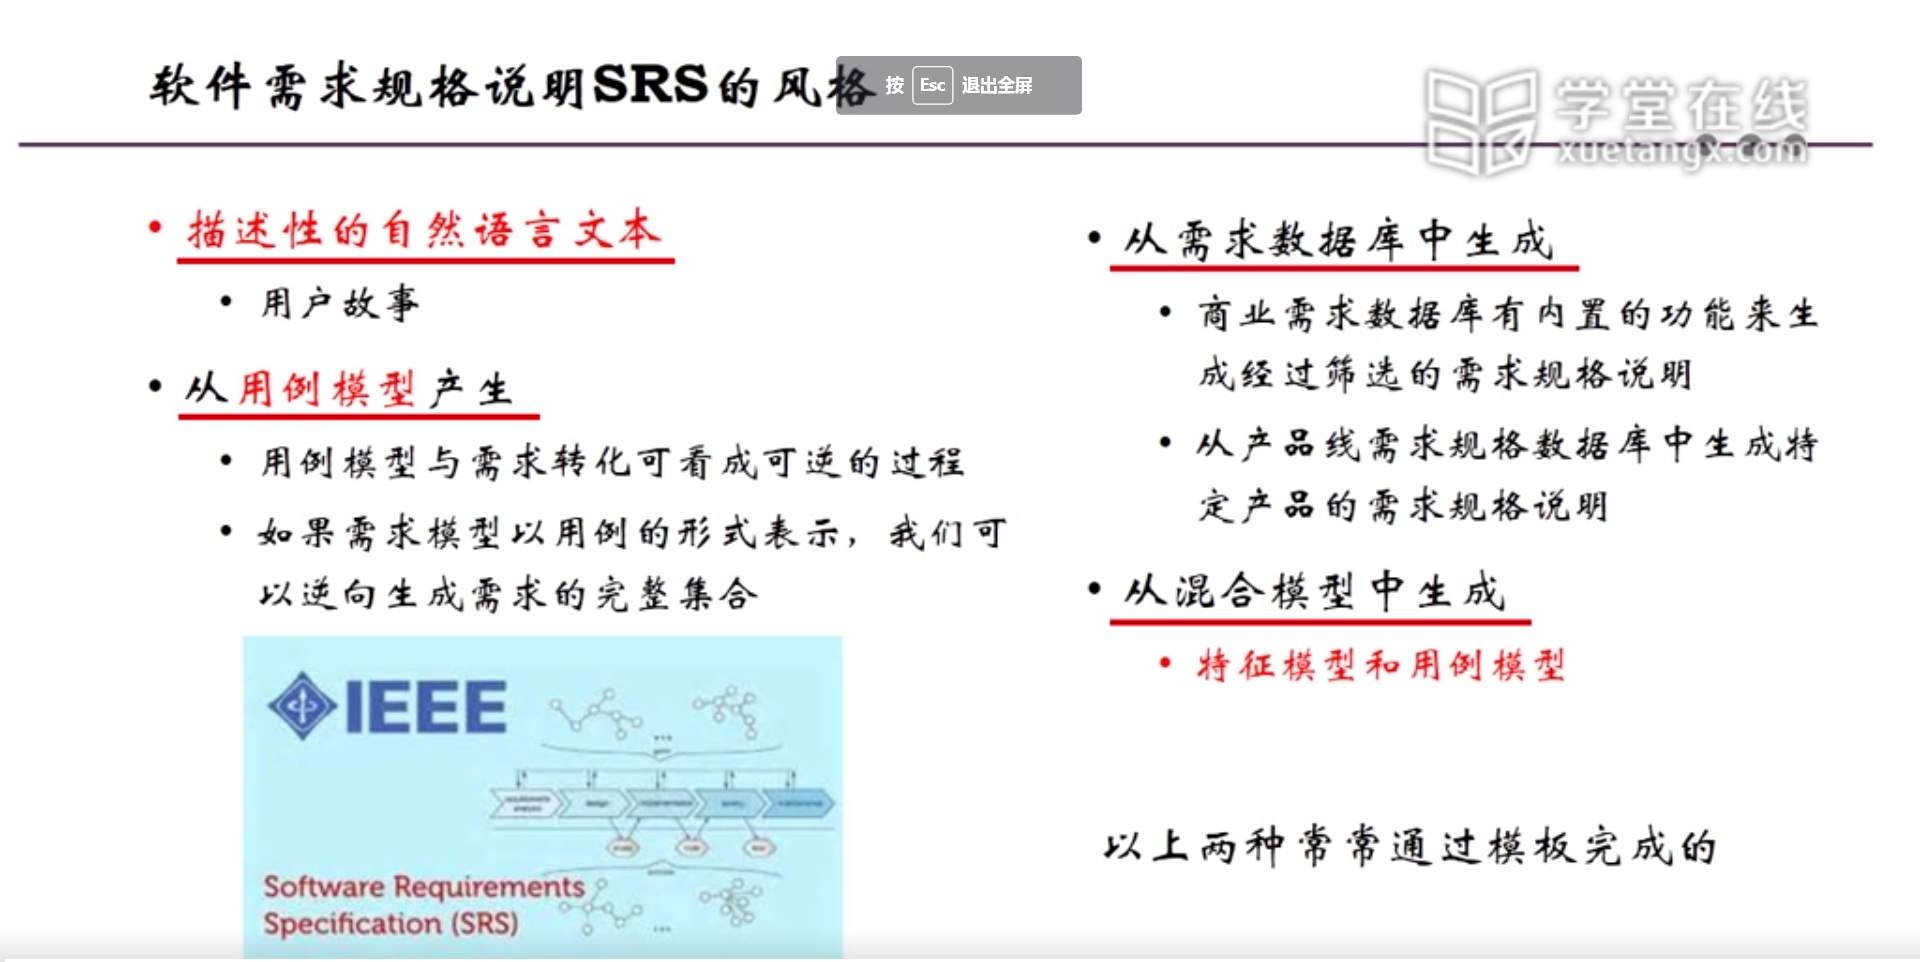 软件需求规格说明SRS的风格
按 Esc 退出全屏
学堂在线
xuetangx.com
• 描述性的自然语言文本
• 用户故事
• 从用例模型产生
• 用例模型与需求转化可看成可逆的过程
• 如果需求模型以用例的形式表示，我们可
以逆向生成需求的完整集合
IEEE
Software Requirements
Specification (SRS)
• 从需求数据库中生成
• 商业需求数据库有内置的功能来生
成经过筛选的需求规格说明
• 从产品线需求规格数据库中生成特
定产品的需求规格说明
• 从混合模型中生成
• 特征模型和用例模型
以上两种常常通过模板完成的